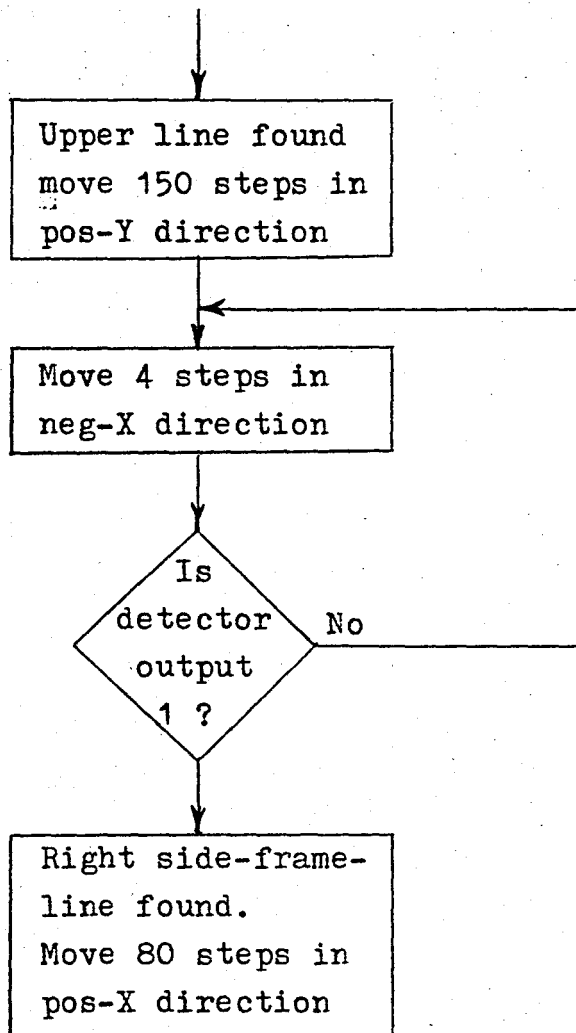 Upper line found
move 150 steps in
pos-Y direction
Move 4 steps in
neg-X direction
Is
detector
output
1 ?
No
Right side-frame-
line found.
Move 80 steps in
pos-X direction